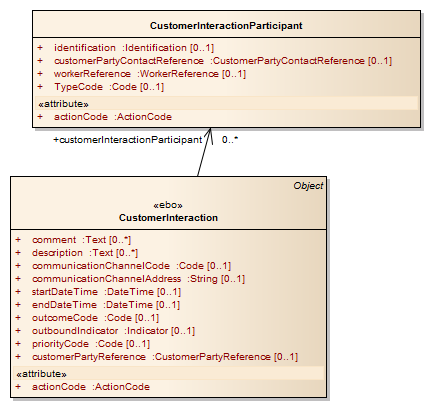 CustomerInteractionParticipant
+ identification :Identification [0..1]
+ customerPartyContactReference :CustomerPartyContactReference [0..1]
+ workerReference :WorkerReference [0..1]
+ TypeCode :Code [0..1]
«attribute»
+ actionCode :ActionCode
+customerInteractionParticipant 0..*
Object
«ebo»
CustomerInteraction
+ comment :Text [0..*]
+ description :Text [0..*]
+ communicationChannelCode :Code [0..1]
+ communicationChannelAddress :String [0..1]
+ startDateTime :DateTime [0..1]
+ endDateTime :DateTime [0..1]
+ outcomeCode :Code [0..1]
+ outboundIndicator :Indicator [0..1]
+ priorityCode :Code [0..1]
+ customerPartyReference :CustomerPartyReference [0..1]
«attribute»
+ actionCode :ActionCode